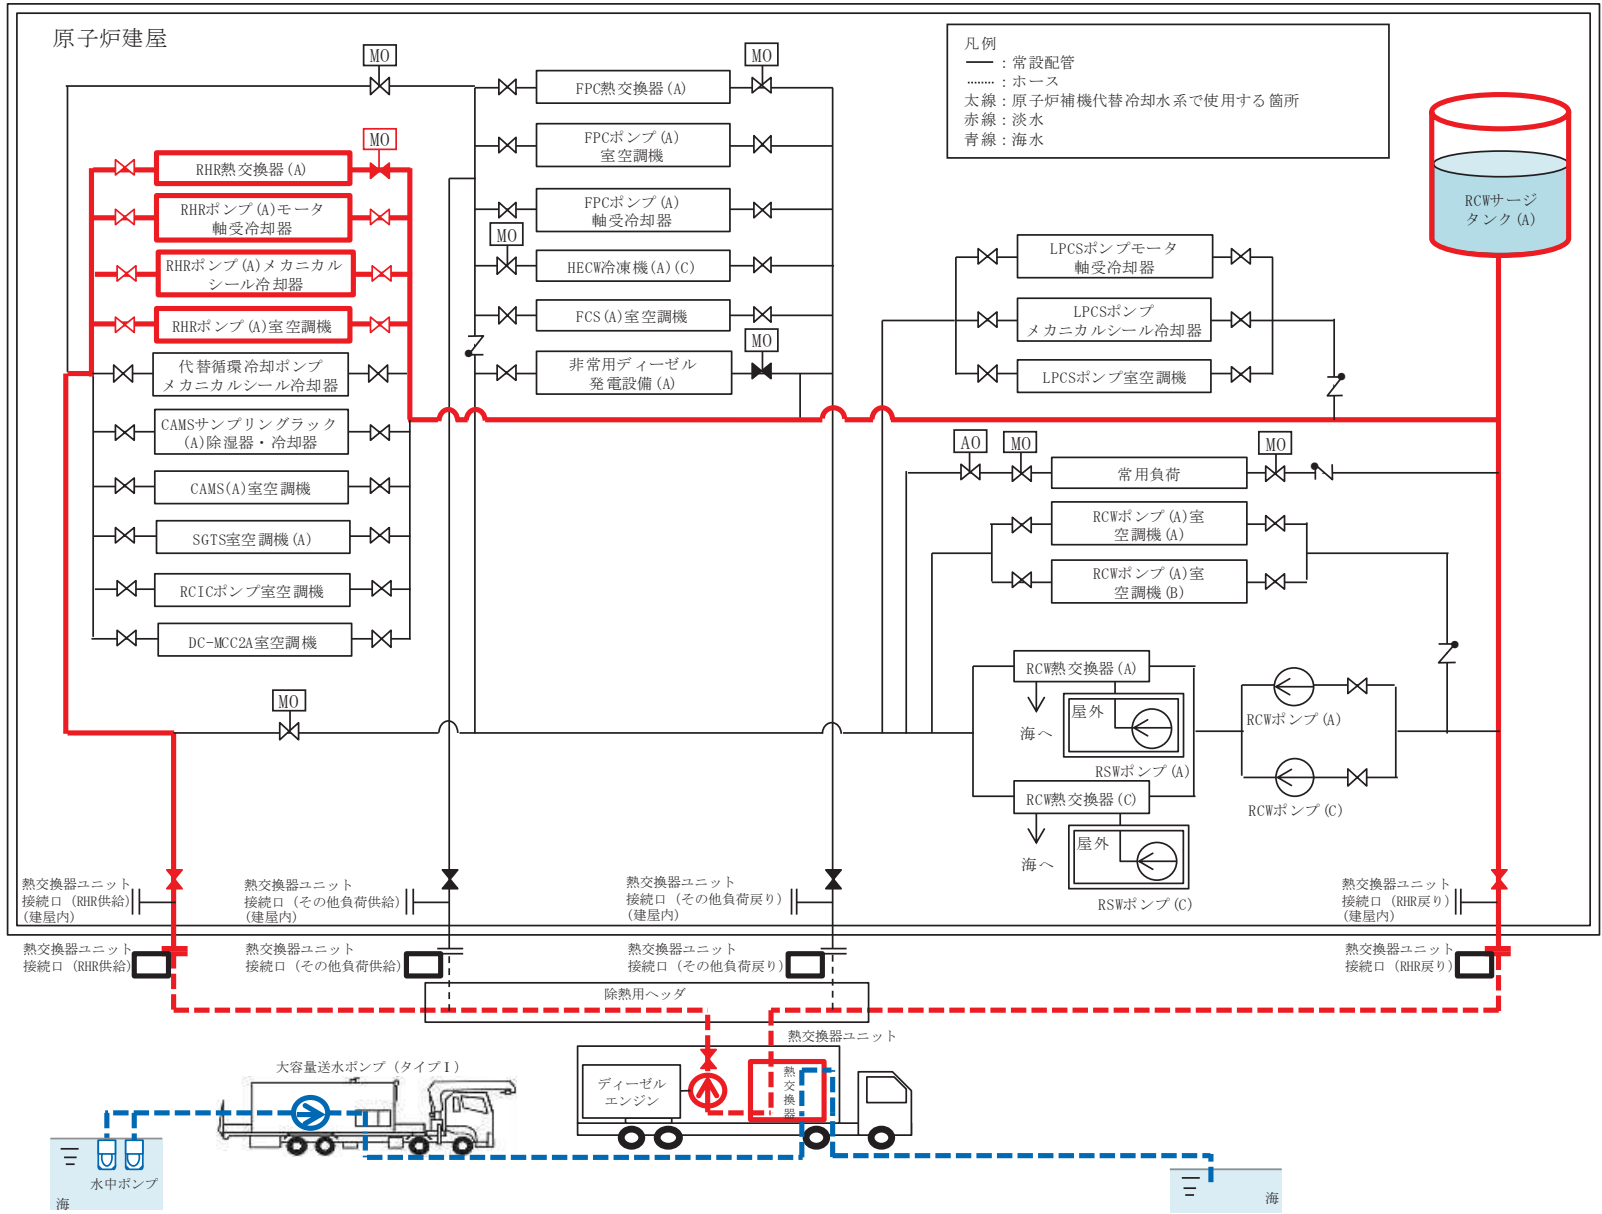 原子炉建屋
MO
MO
凡例
：常設配管
：ホース
太線：原子炉補機代替冷却水系で使用する箇所
赤線：淡水
青線：海水
FPC熱交換器(A)
FPCポンプ(A)
室空調機
FPCポンプ(A)
軸受冷却器
MO
HECW冷凍機(A)(C)
FCS(A)室空調機
MO
非常用ディーゼル
発電設備(A)
MO
RHR熱交換器(A)
RHRポンプ(A)モータ
軸受冷却器
RHRポンプ(A)メカニカル
シール冷却器
RHRポンプ(A)室空調機
代替循環冷却ポンプ
メカニカルシール冷却器
CAMSサンプリングラック
(A)除湿器・冷却器
CAMS(A)室空調機
SGTS室空調機(A)
RCICポンプ室空調機
DC-MCC2A室空調機
MO
RCWサージ
タンク(A)
LPCSポンプモータ
軸受冷却器
LPCSポンプ
メカニカルシール冷却器
LPCSポンプ室空調機
AO
MO
MO
常用負荷
RCWポンプ(A)室
空調機(A)
RCWポンプ(A)室
空調機(B)
RCW熱交換器(A)
屋外
海へ
RSWポンプ(A)
RCWポンプ(A)
RCW熱交換器(C)
屋外
海へ
RSWポンプ(C)
RCWポンプ(C)
熱交換器ユニット
接続口（RHR供給）
(建屋内)
熱交換器ユニット
接続口（その他負荷供給）
(建屋内)
熱交換器ユニット
接続口（その他負荷戻り）
(建屋内)
熱交換器ユニット
接続口（RHR戻り）
(建屋内)
熱交換器ユニット
接続口（RHR供給）
熱交換器ユニット
接続口（その他負荷供給）
熱交換器ユニット
接続口（その他負荷戻り）
熱交換器ユニット
接続口（RHR戻り）
除熱用ヘッダ
熱交換器ユニット
大容量送水ポンプ（タイプⅠ）
ディーゼル
エンジン
熱交換器
水中ポンプ
海
海